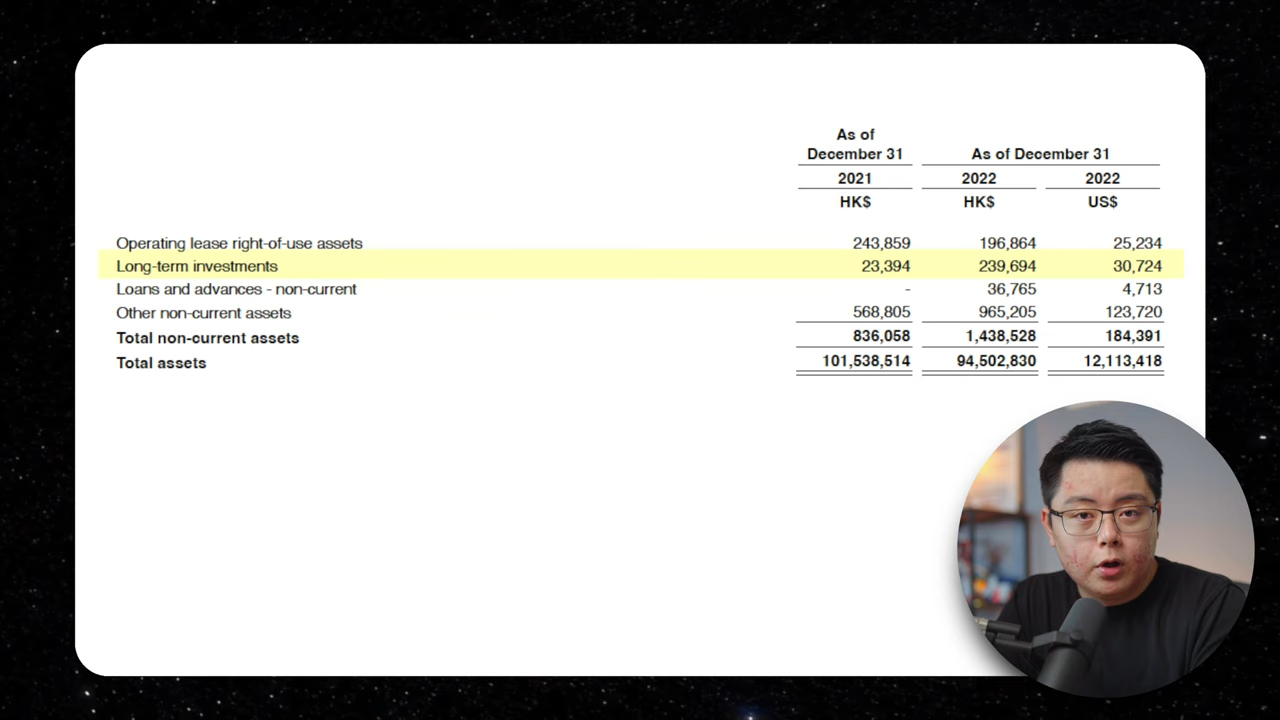 As of
December 31 As of December 31
2021 2022 2022
HK$ HK$ US$
Operating lease right-of-use assets 243,859 196,864 25,234
Long-term investments 23,394 239,694 30,724
Loans and advances - non-current - 36,765 4,713
Other non-current assets 568,805 965,205 123,720
Total non-current assets 836,058 1,438,528 184,391
Total assets 101,538,514 94,502,830 12,113,418